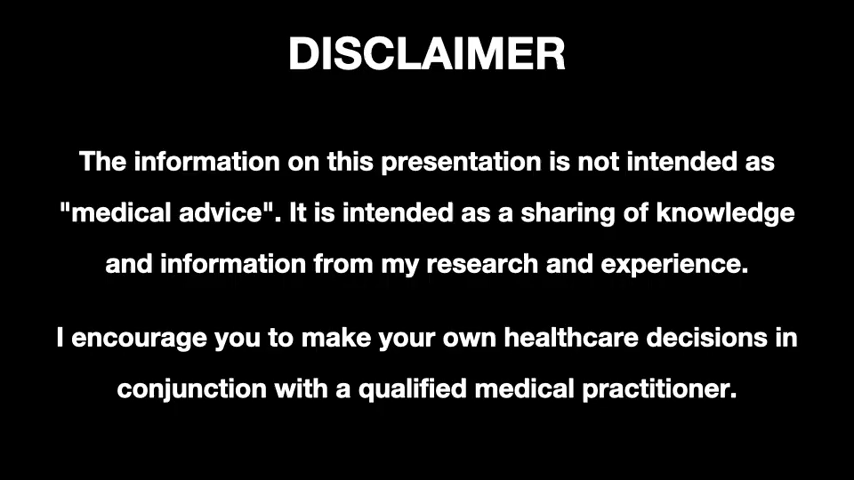 DISCLAIMER
The information on this presentation is not intended as
"medical advice". It is intended as a sharing of knowledge
and information from my research and experience.
I encourage you to make your own healthcare decisions in
conjunction with a qualified medical practitioner.